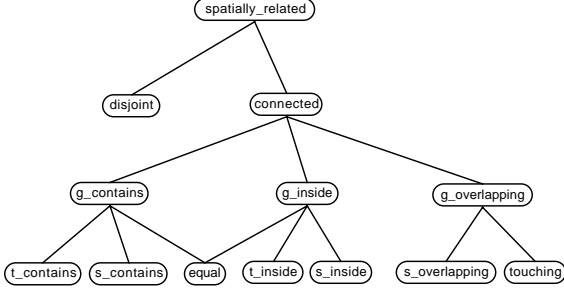 spatially_related
disjoint
connected
g_contains
g_inside
g_overlapping
t_contains
s_contains
equal
t_inside
s_inside
s_overlapping
touching